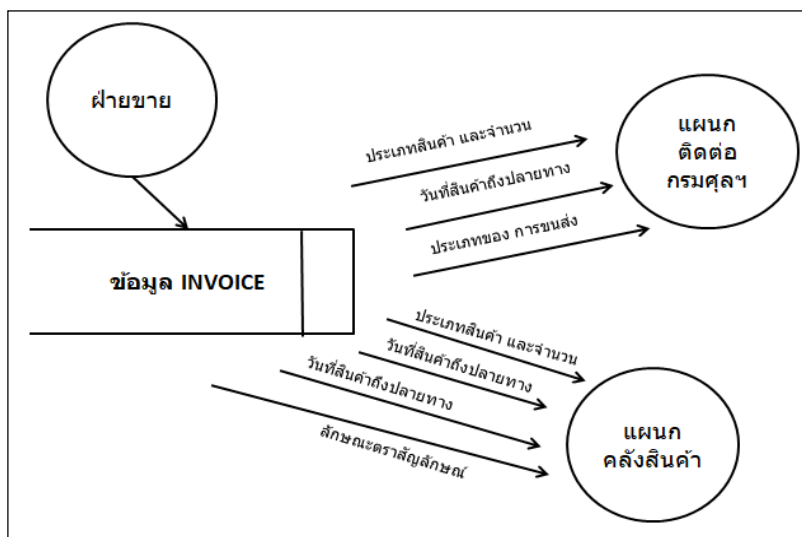 ฝ่ายขาย
ประเภทสินค้า และจำนวน
แผนก
ติดต่อ
กรมศุลฯ
วันที่สินค้าถึงปลายทาง
ประเภทของ การขนส่ง
ข้อมูล INVOICE
ประเภทสินค้า และจำนวน
วันที่สินค้าถึงปลายทาง
วันที่สินค้าถึงปลายทาง
ลักษณะตราสัญลักษณ์
แผนก
คลังสินค้า